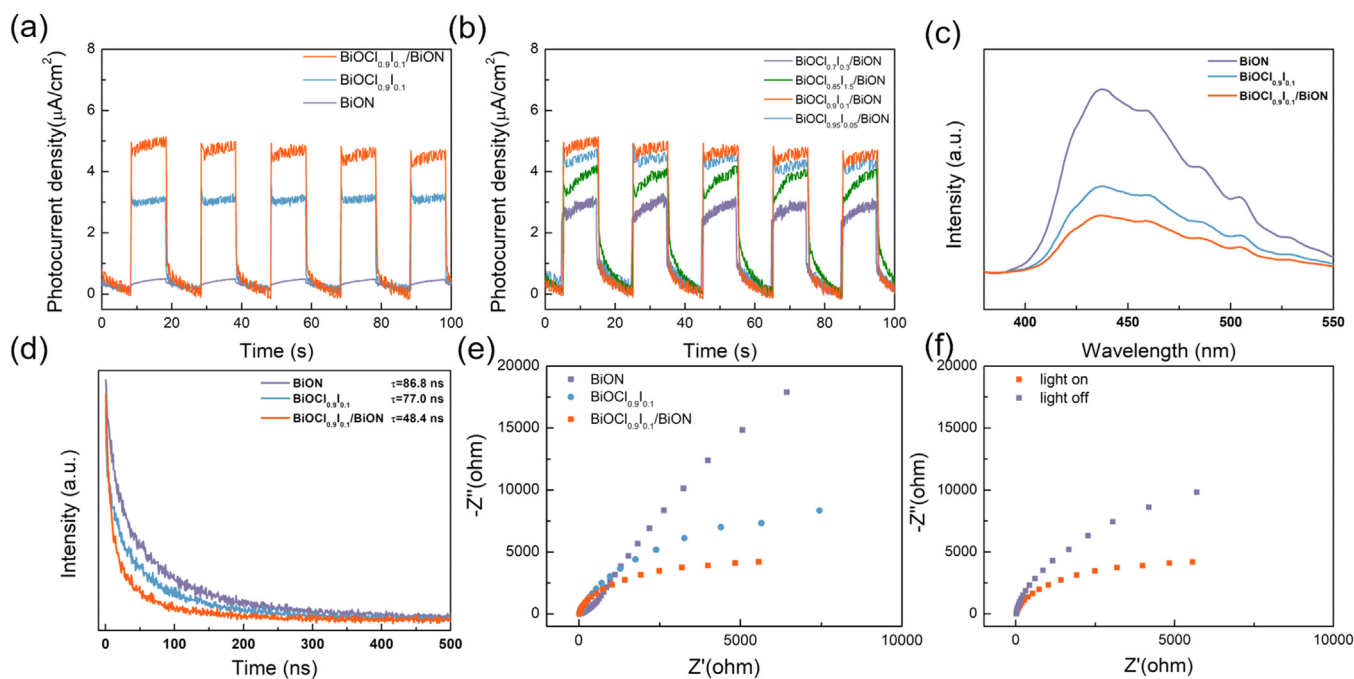 (a)
Photocurrent density(μA/cm²)
8
6
4
2
0
BiOCl₀.₉I₀.₁/BiON
BiOCl₀.₉I₀.₁
BiON
0 20 40 60 80 100
Time (s)
(b)
Photocurrent density(μA/cm²)
8
6
4
2
0
BiOCl₀.₇I₀.₃/BiON
BiOCl₀.₈₅I₁.₅/BiON
BiOCl₀.₉I₀.₁/BiON
BiOCl₀.₉₅I₀.₀₅/BiON
0 20 40 60 80 100
Time (s)
(c)
Intensity (a.u.)
BiON
BiOCl₀.₉I₀.₁
BiOCl₀.₉I₀.₁/BiON
400 450 500 550
Wavelength (nm)
(d)
Intensity (a.u.)
BiON τ=86.8 ns
BiOCl₀.₉I₀.₁ τ=77.0 ns
BiOCl₀.₉I₀.₁/BiON τ=48.4 ns
0 100 200 300 400 500
Time (ns)
(e)
-Z''(ohm)
20000
15000
10000
5000
0
BiON
BiOCl₀.₉I₀.₁
BiOCl₀.₉I₀.₁/BiON
0 5000 10000
Z'(ohm)
(f)
-Z''(ohm)
20000
15000
10000
5000
0
light on
light off
0 5000 10000
Z'(ohm)